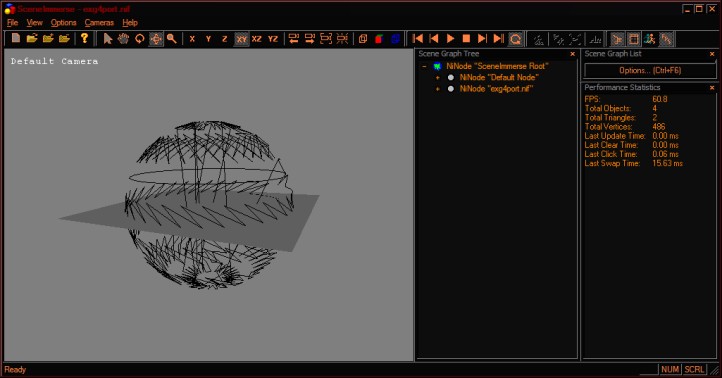 SceneImmerse - exg4port.nif
File View Options Cameras Help
X Y Z XY XZ YZ
Default Camera
Scene Graph Tree
NiNode "SceneImmerse Root"
NiNode "Default Node"
NiNode "exg4port.nif"
Scene Graph List
Options... (Ctrl+F6)
Performance Statistics
FPS: 60.8
Total Objects: 4
Total Triangles: 2
Total Vertices: 486
Last Update Time: 0.00 ms
Last Clear Time: 0.00 ms
Last Click Time: 0.06 ms
Last Swap Time: 15.63 ms
Ready
NUM SCRL